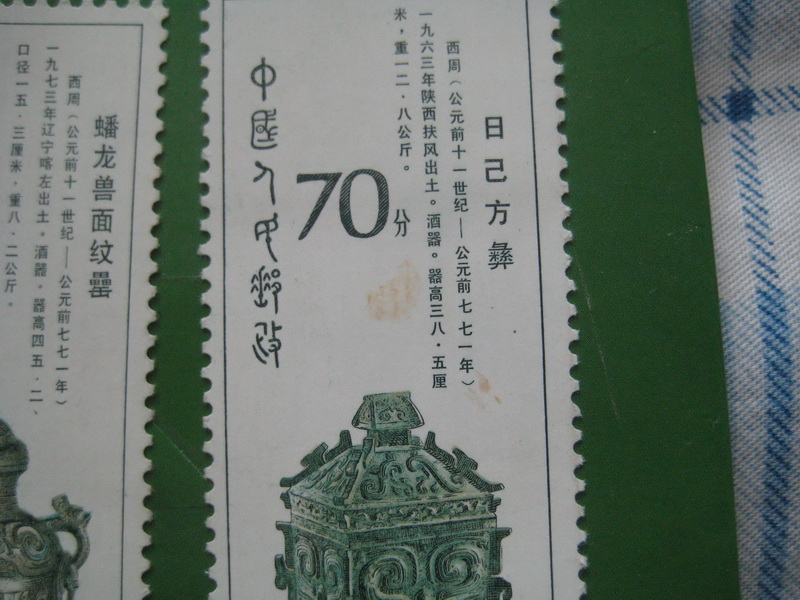 日己方彝
西周（公元前十一世纪—公元前七七一年）
一九六三年陕西扶风出土。酒器。器高三八·五厘
米，重一二·八公斤。
70分
中国人民邮政
蟠龙兽面纹罍
西周（公元前十一世纪—公元前七七一年）
一九七三年辽宁喀左出土。酒器。器高四五·二、
口径一五·三厘米，重八·二公斤。